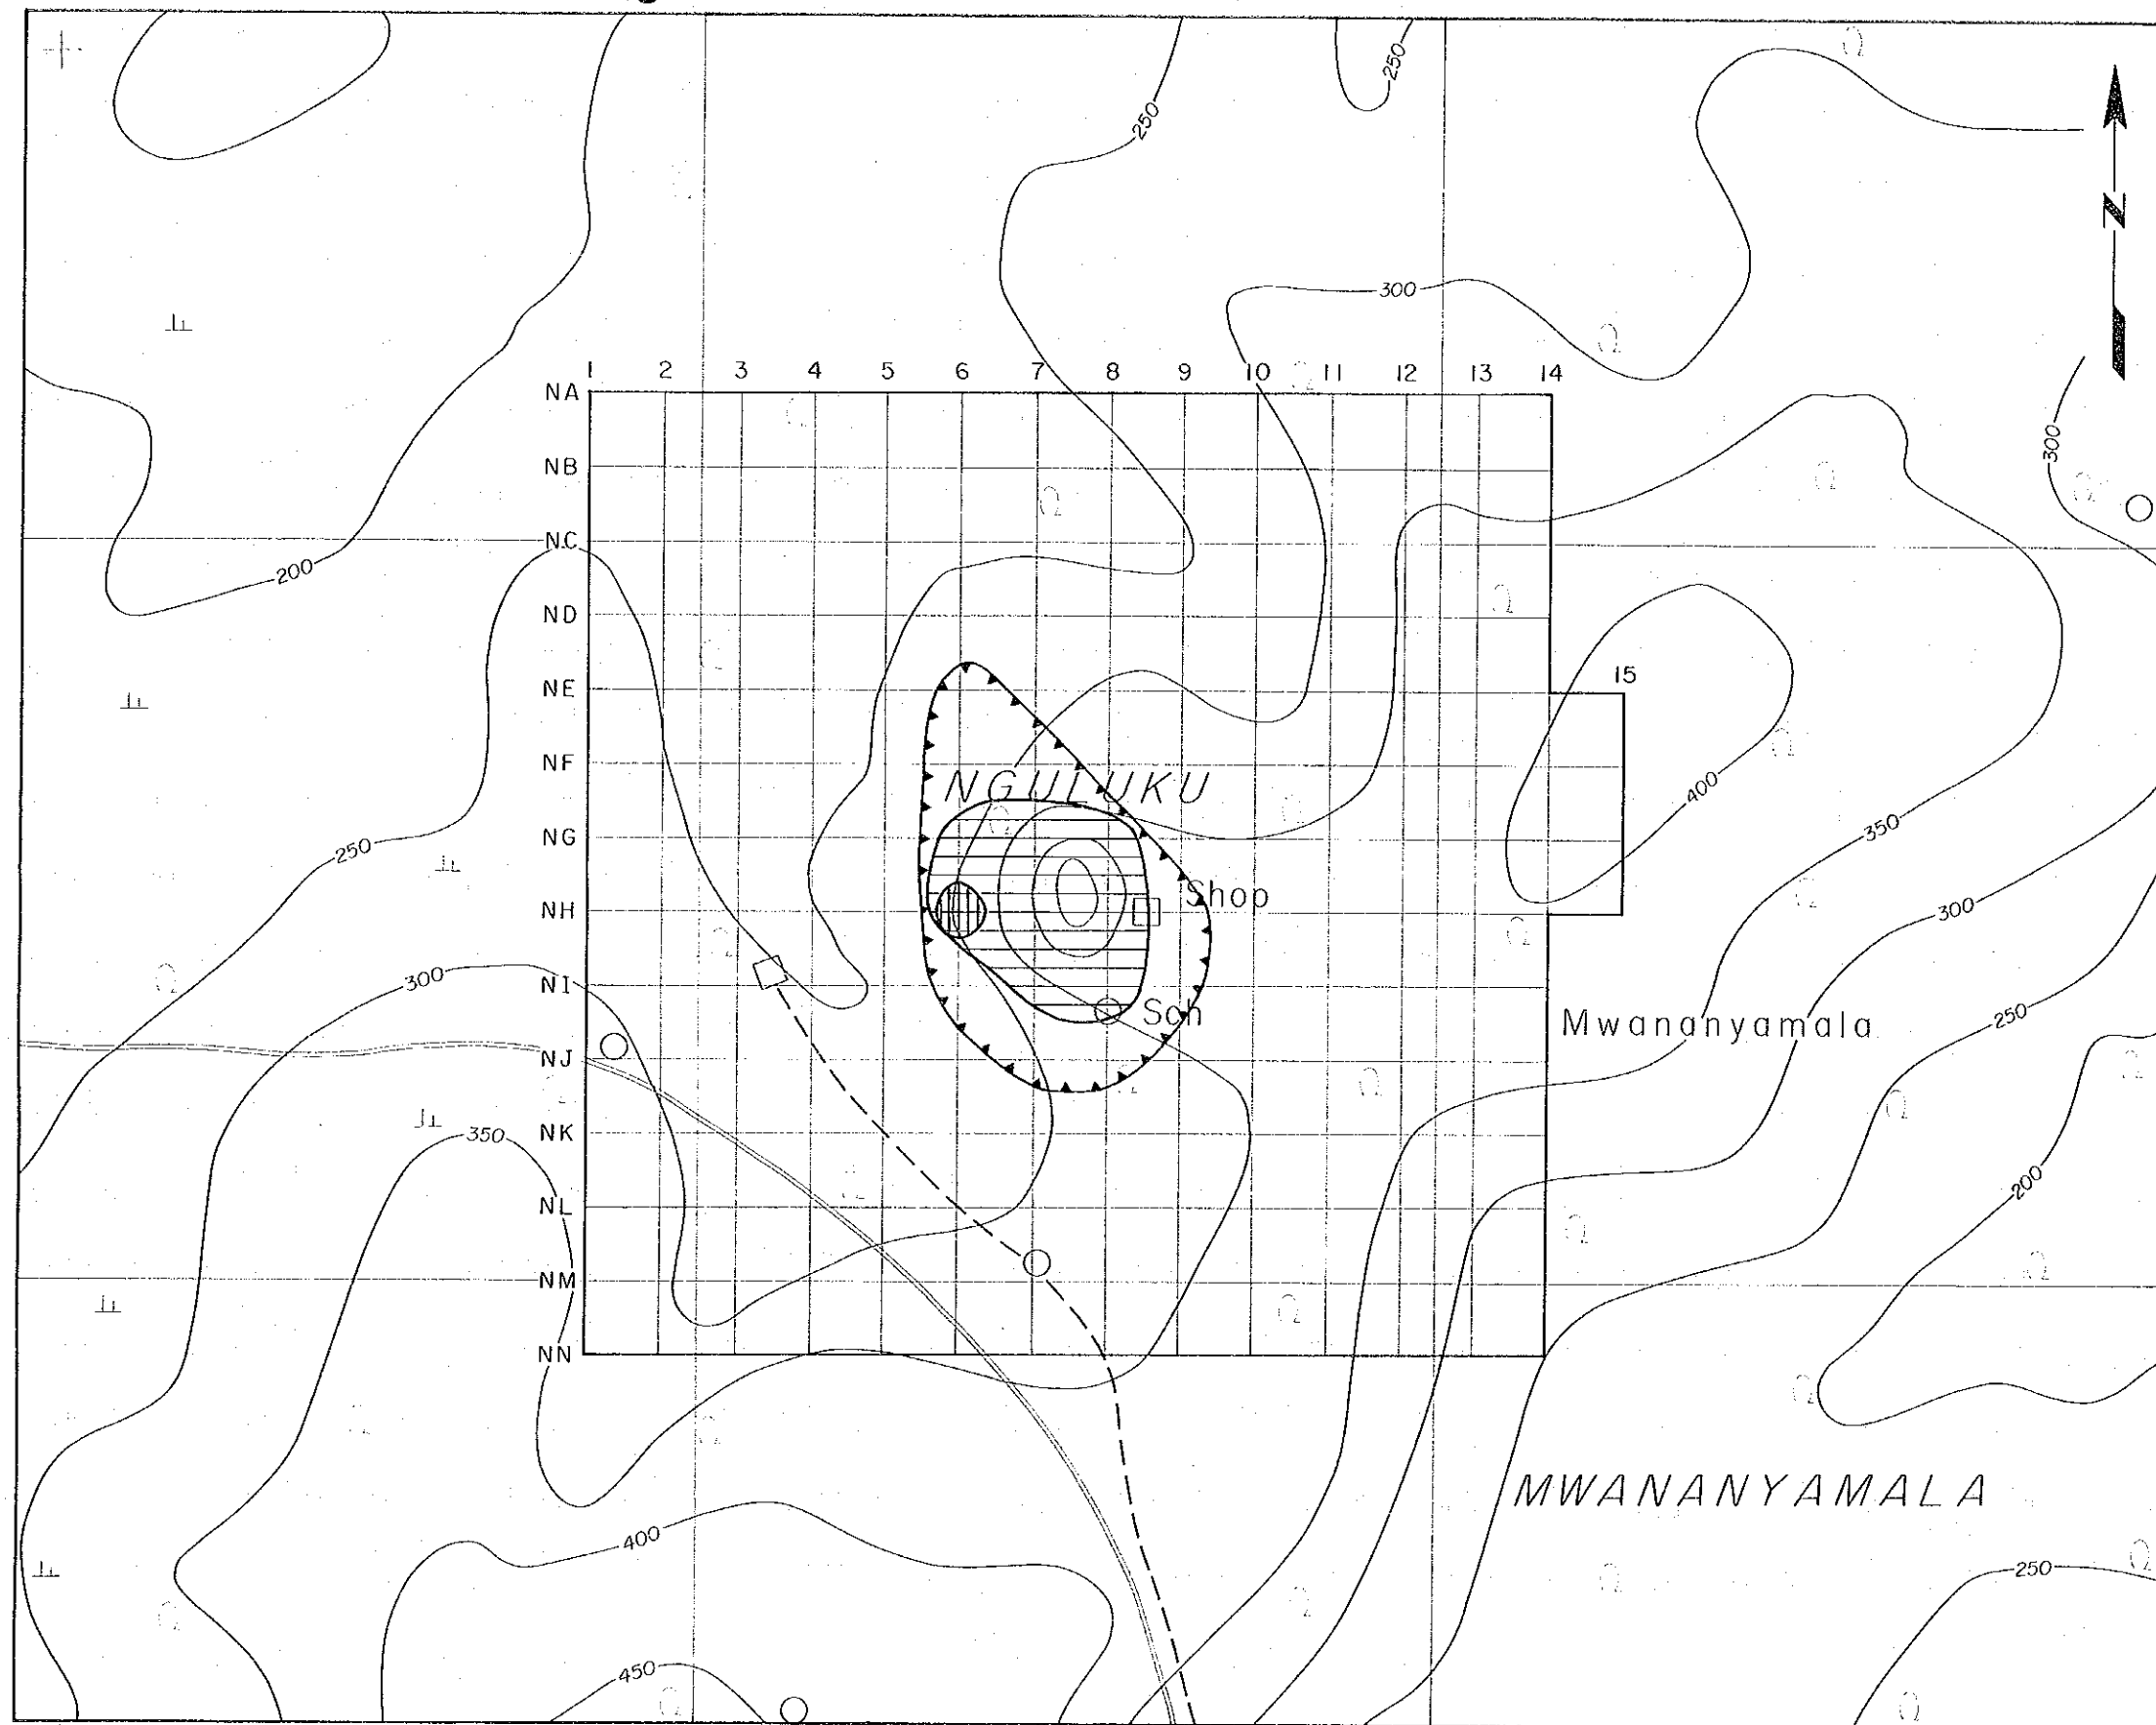 250
250
N
300
1 2 3 4 5 6 7 8 9 10 11 12 13 14
NA
300
NB
NC
200
ND
15
NE
NF
NGULUKU
400
NG
350
250
Shop
NH
300
300
NI
Sch
250
Mwananyamala
NJ
NK
350
200
NL
NM
NN
MWANANYAMALA
400
250
450